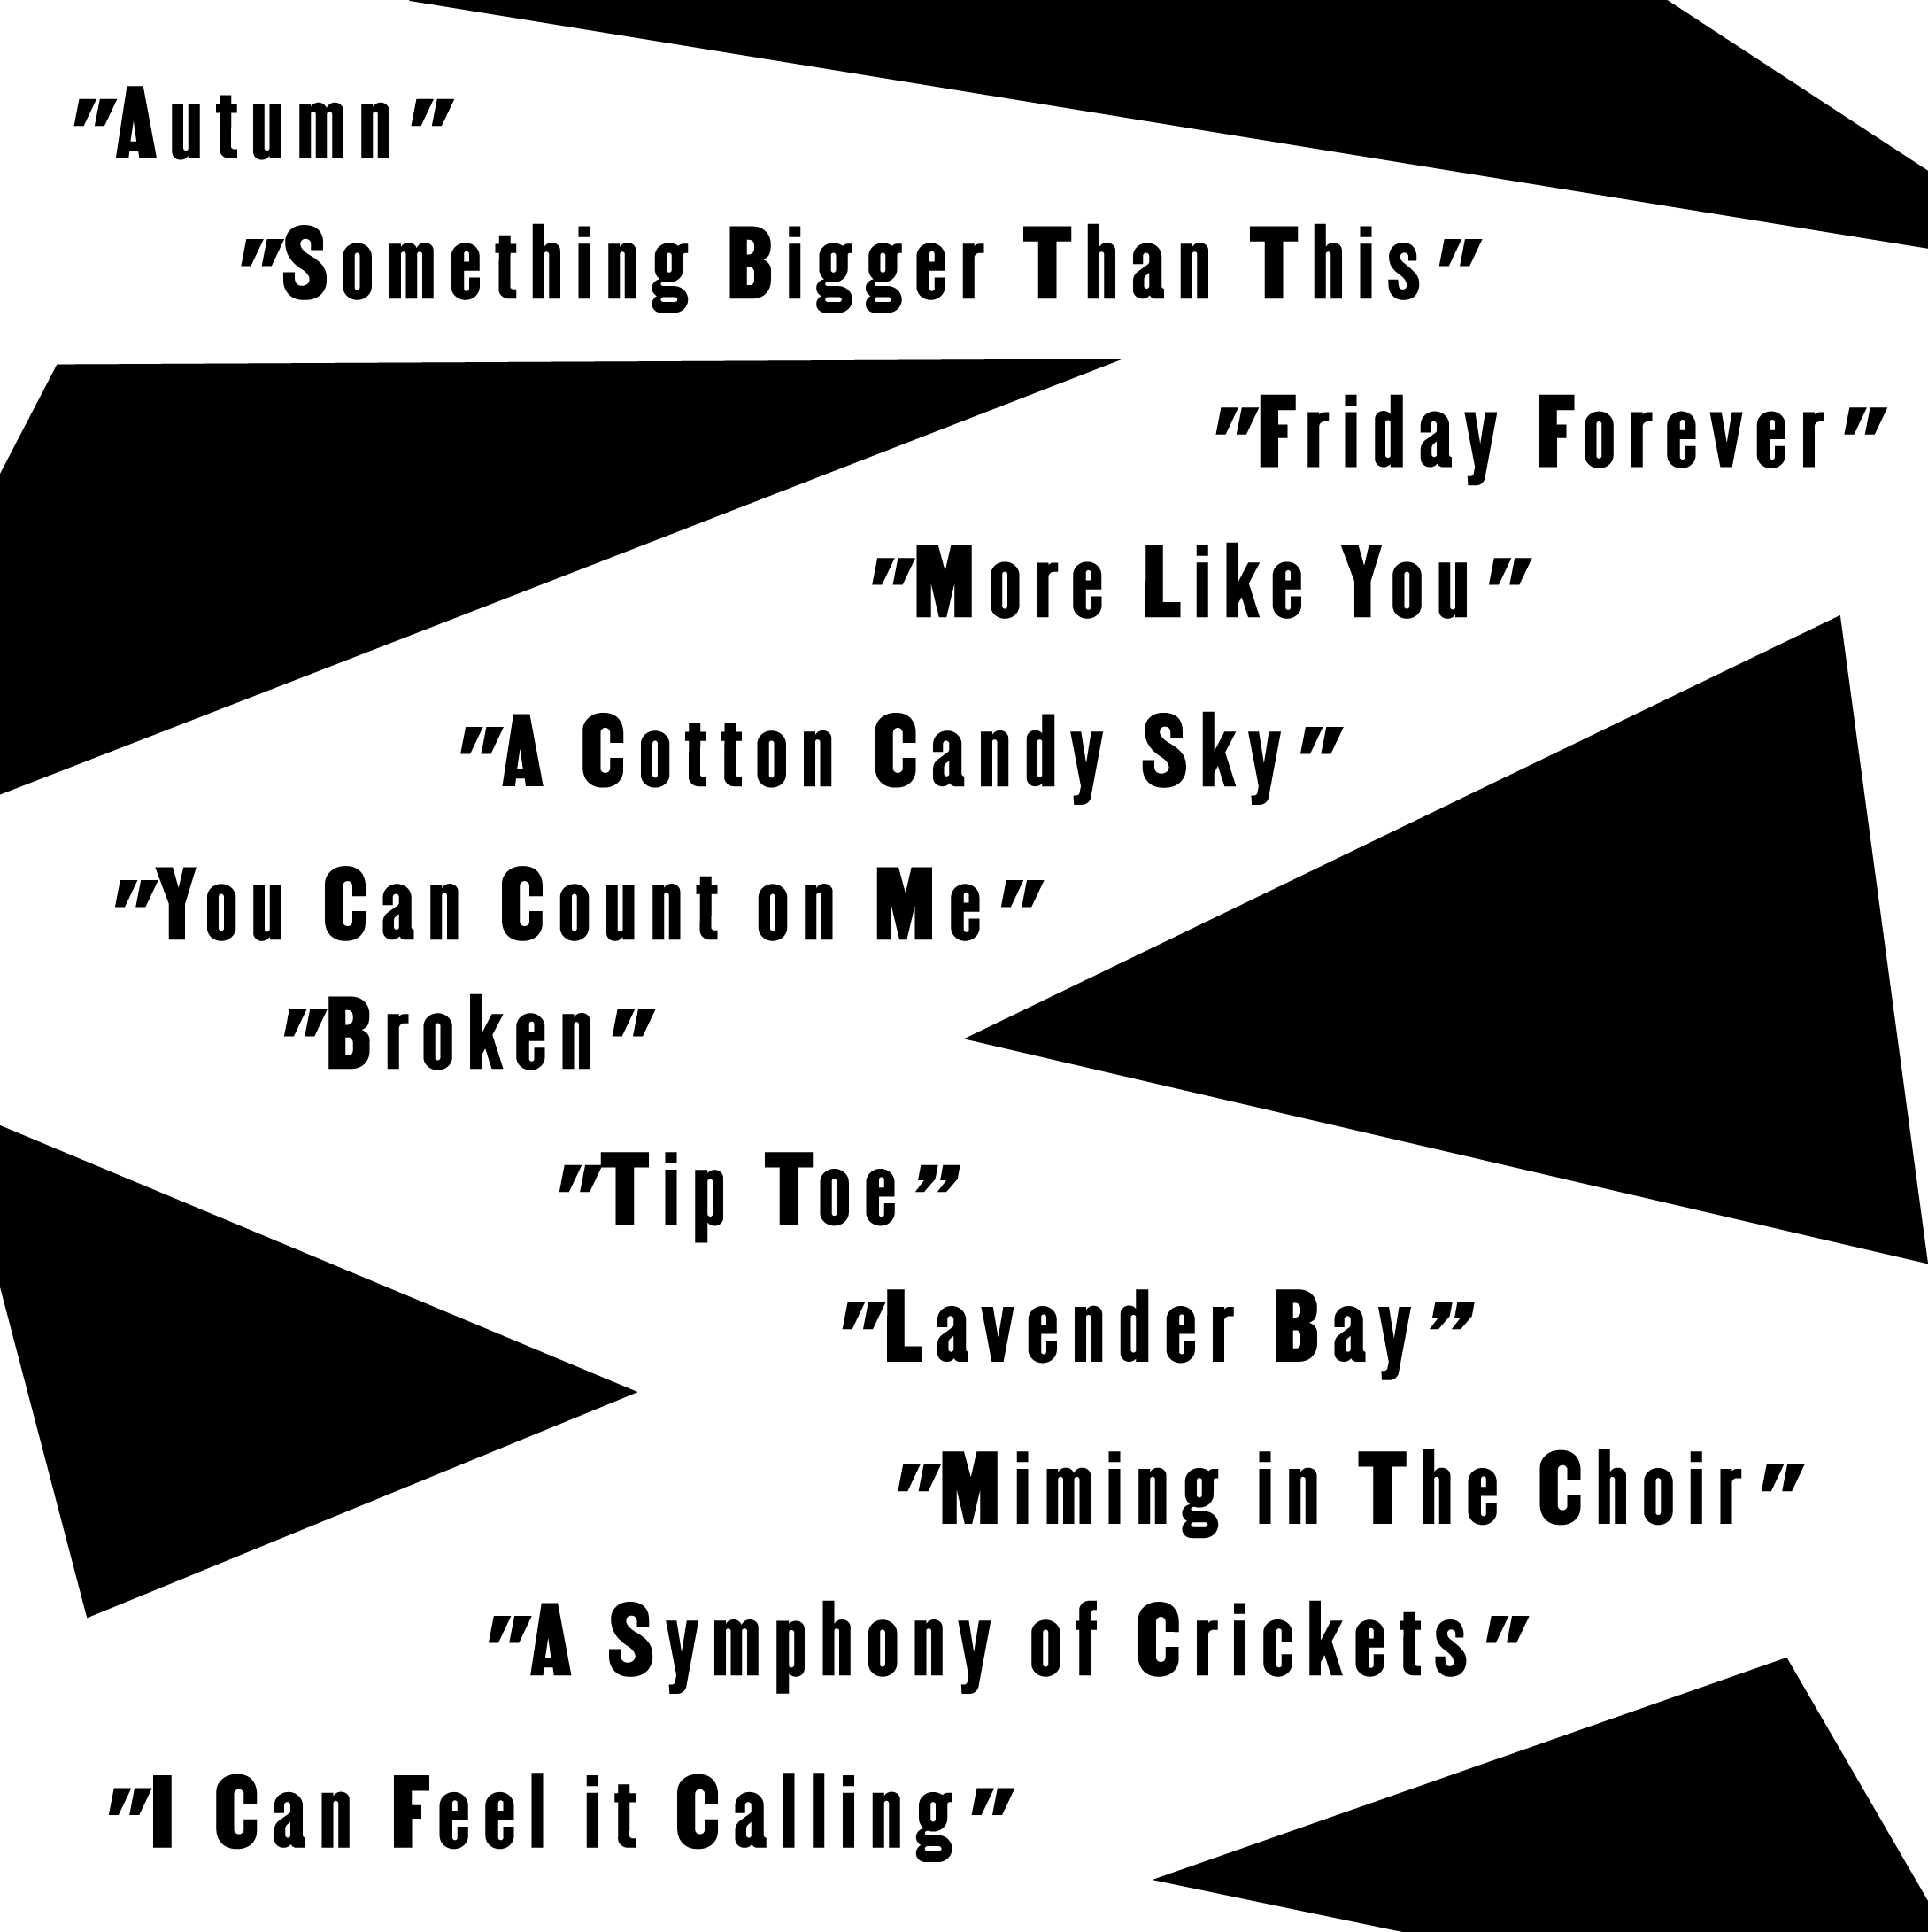 "Autumn"
"Something Bigger Than This"
"Friday Forever"
"More Like You"
"A Cotton Candy Sky"
"You Can Count on Me"
"Broken"
"Tip Toe"
"Lavender Bay"
"Miming in The Choir"
"A Symphony of Crickets"
"I Can Feel it Calling"